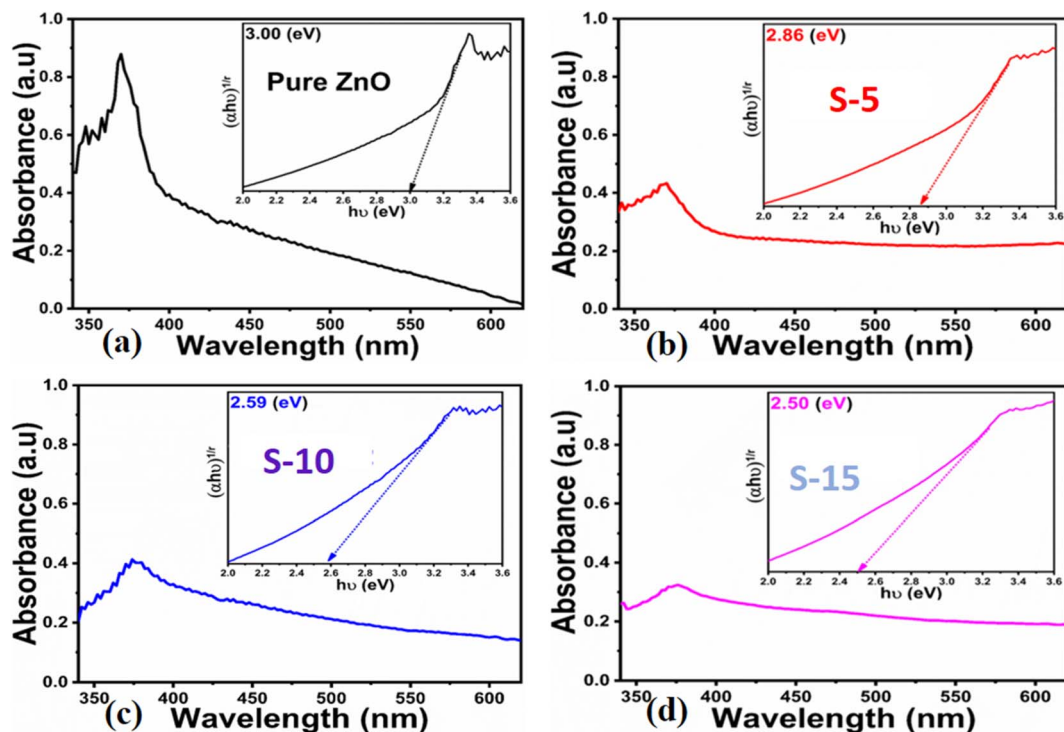 1.0
0.8
0.6
0.4
0.2
0.0
Absorbance (a.u)
350 400 450 500 550 600
Wavelength (nm)
(a)
3.00 (eV)
Pure ZnO
(αhυ)1/r
2.0 2.2 2.4 2.6 2.8 3.0 3.2 3.4 3.6
hυ (eV)
1.0
0.8
0.6
0.4
0.2
0.0
Absorbance (a.u)
350 400 450 500 550 600
Wavelength (nm)
(b)
2.86 (eV)
S-5
(αhυ)1/r
2.0 2.2 2.4 2.6 2.8 3.0 3.2 3.4 3.6
hυ (eV)
1.0
0.8
0.6
0.4
0.2
0.0
Absorbance (a.u)
350 400 450 500 550 600
Wavelength (nm)
(c)
2.59 (eV)
S-10
(αhυ)1/r
2.0 2.2 2.4 2.6 2.8 3.0 3.2 3.4 3.6
hυ (eV)
1.0
0.8
0.6
0.4
0.2
0.0
Absorbance (a.u)
350 400 450 500 550 600
Wavelength (nm)
(d)
2.50 (eV)
S-15
(αhυ)1/r
2.0 2.2 2.4 2.6 2.8 3.0 3.2 3.4 3.6
hυ (eV)